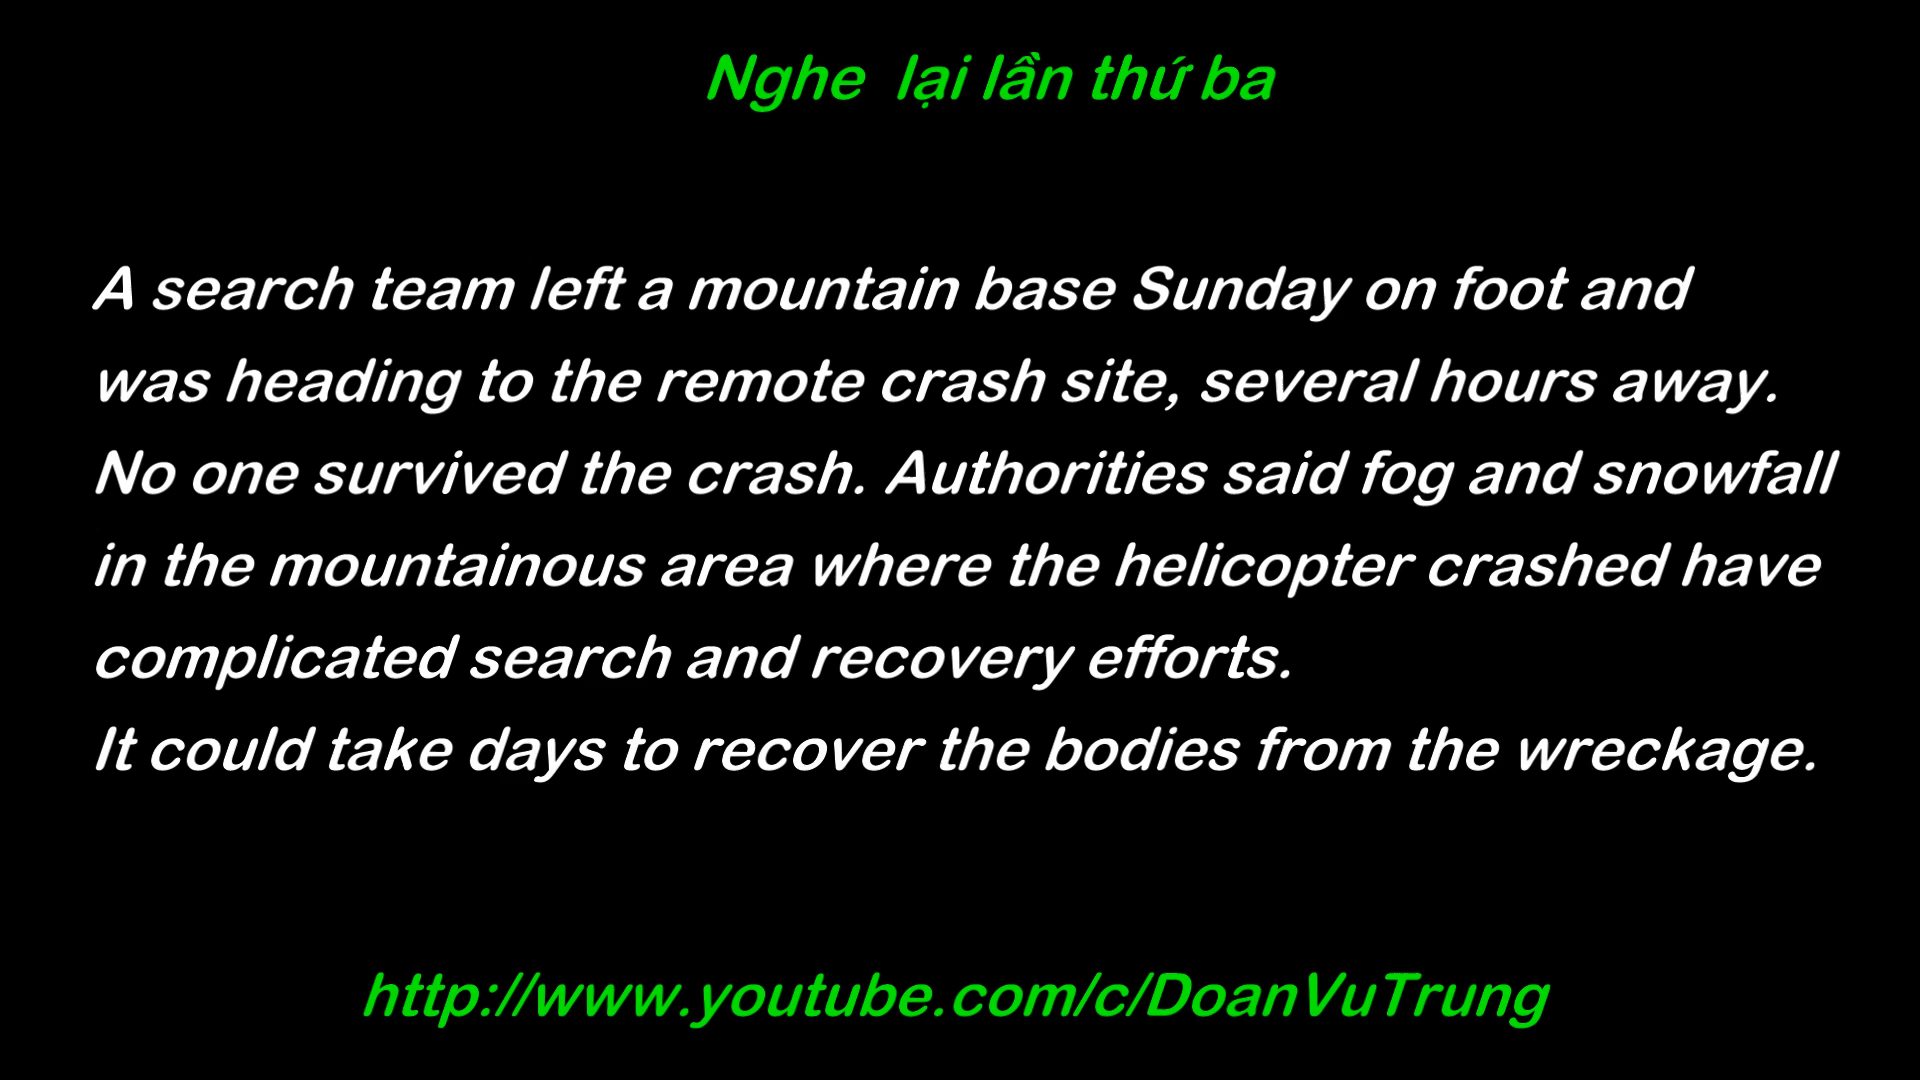 Nghe lại lần thứ ba
A search team left a mountain base Sunday on foot and
was heading to the remote crash site, several hours away.
No one survived the crash. Authorities said fog and snowfall
in the mountainous area where the helicopter crashed have
complicated search and recovery efforts.
It could take days to recover the bodies from the wreckage.
http://www.youtube.com/c/DoanVuTrung